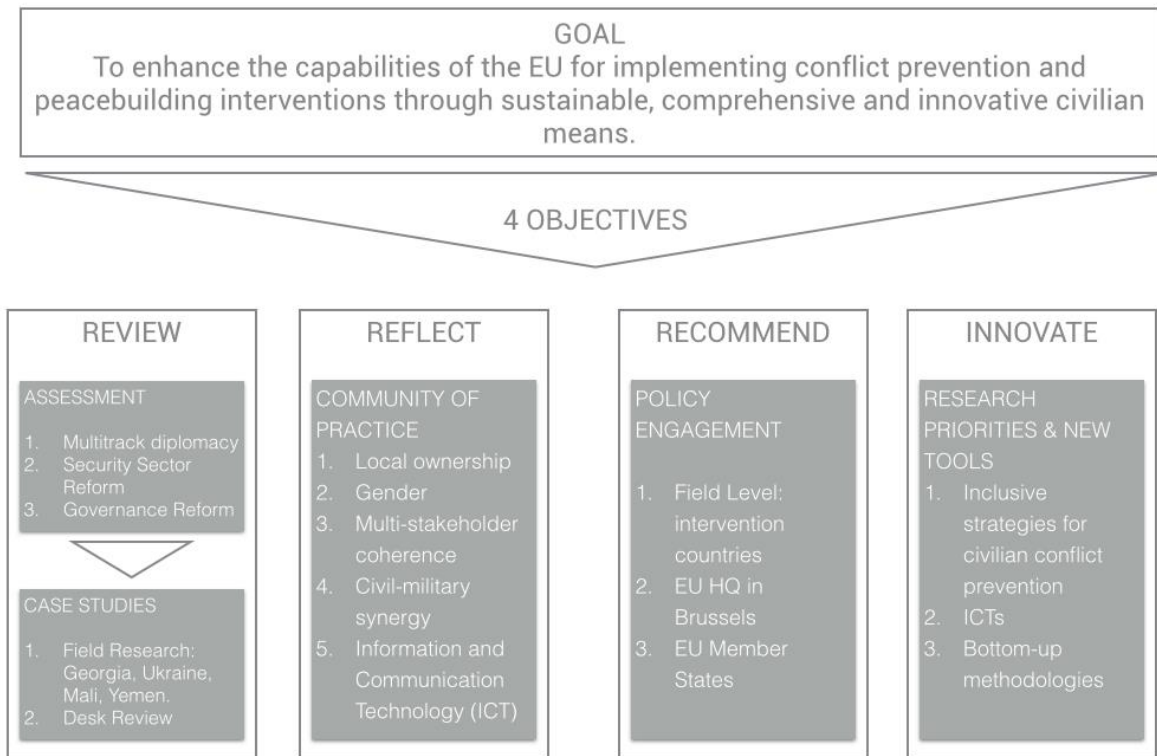 GOAL
To enhance the capabilities of the EU for implementing conflict prevention and
peacebuilding interventions through sustainable, comprehensive and innovative civilian
means.
4 OBJECTIVES
REVIEW
ASSESSMENT
1. Multitrack diplomacy
2. Security Sector
Reform
3. Governance Reform
CASE STUDIES
1. Field Research:
Georgia, Ukraine,
Mali, Yemen.
2. Desk Review
REFLECT
COMMUNITY OF
PRACTICE
1. Local ownership
2. Gender
3. Multi-stakeholder
coherence
4. Civil-military
synergy
5. Information and
Communication
Technology (ICT)
RECOMMEND
POLICY
ENGAGEMENT
1. Field Level:
intervention
countries
2. EU HQ in
Brussels
3. EU Member
States
INNOVATE
RESEARCH
PRIORITIES & NEW
TOOLS
1. Inclusive
strategies for
civilian conflict
prevention
2. ICTs
3. Bottom-up
methodologies